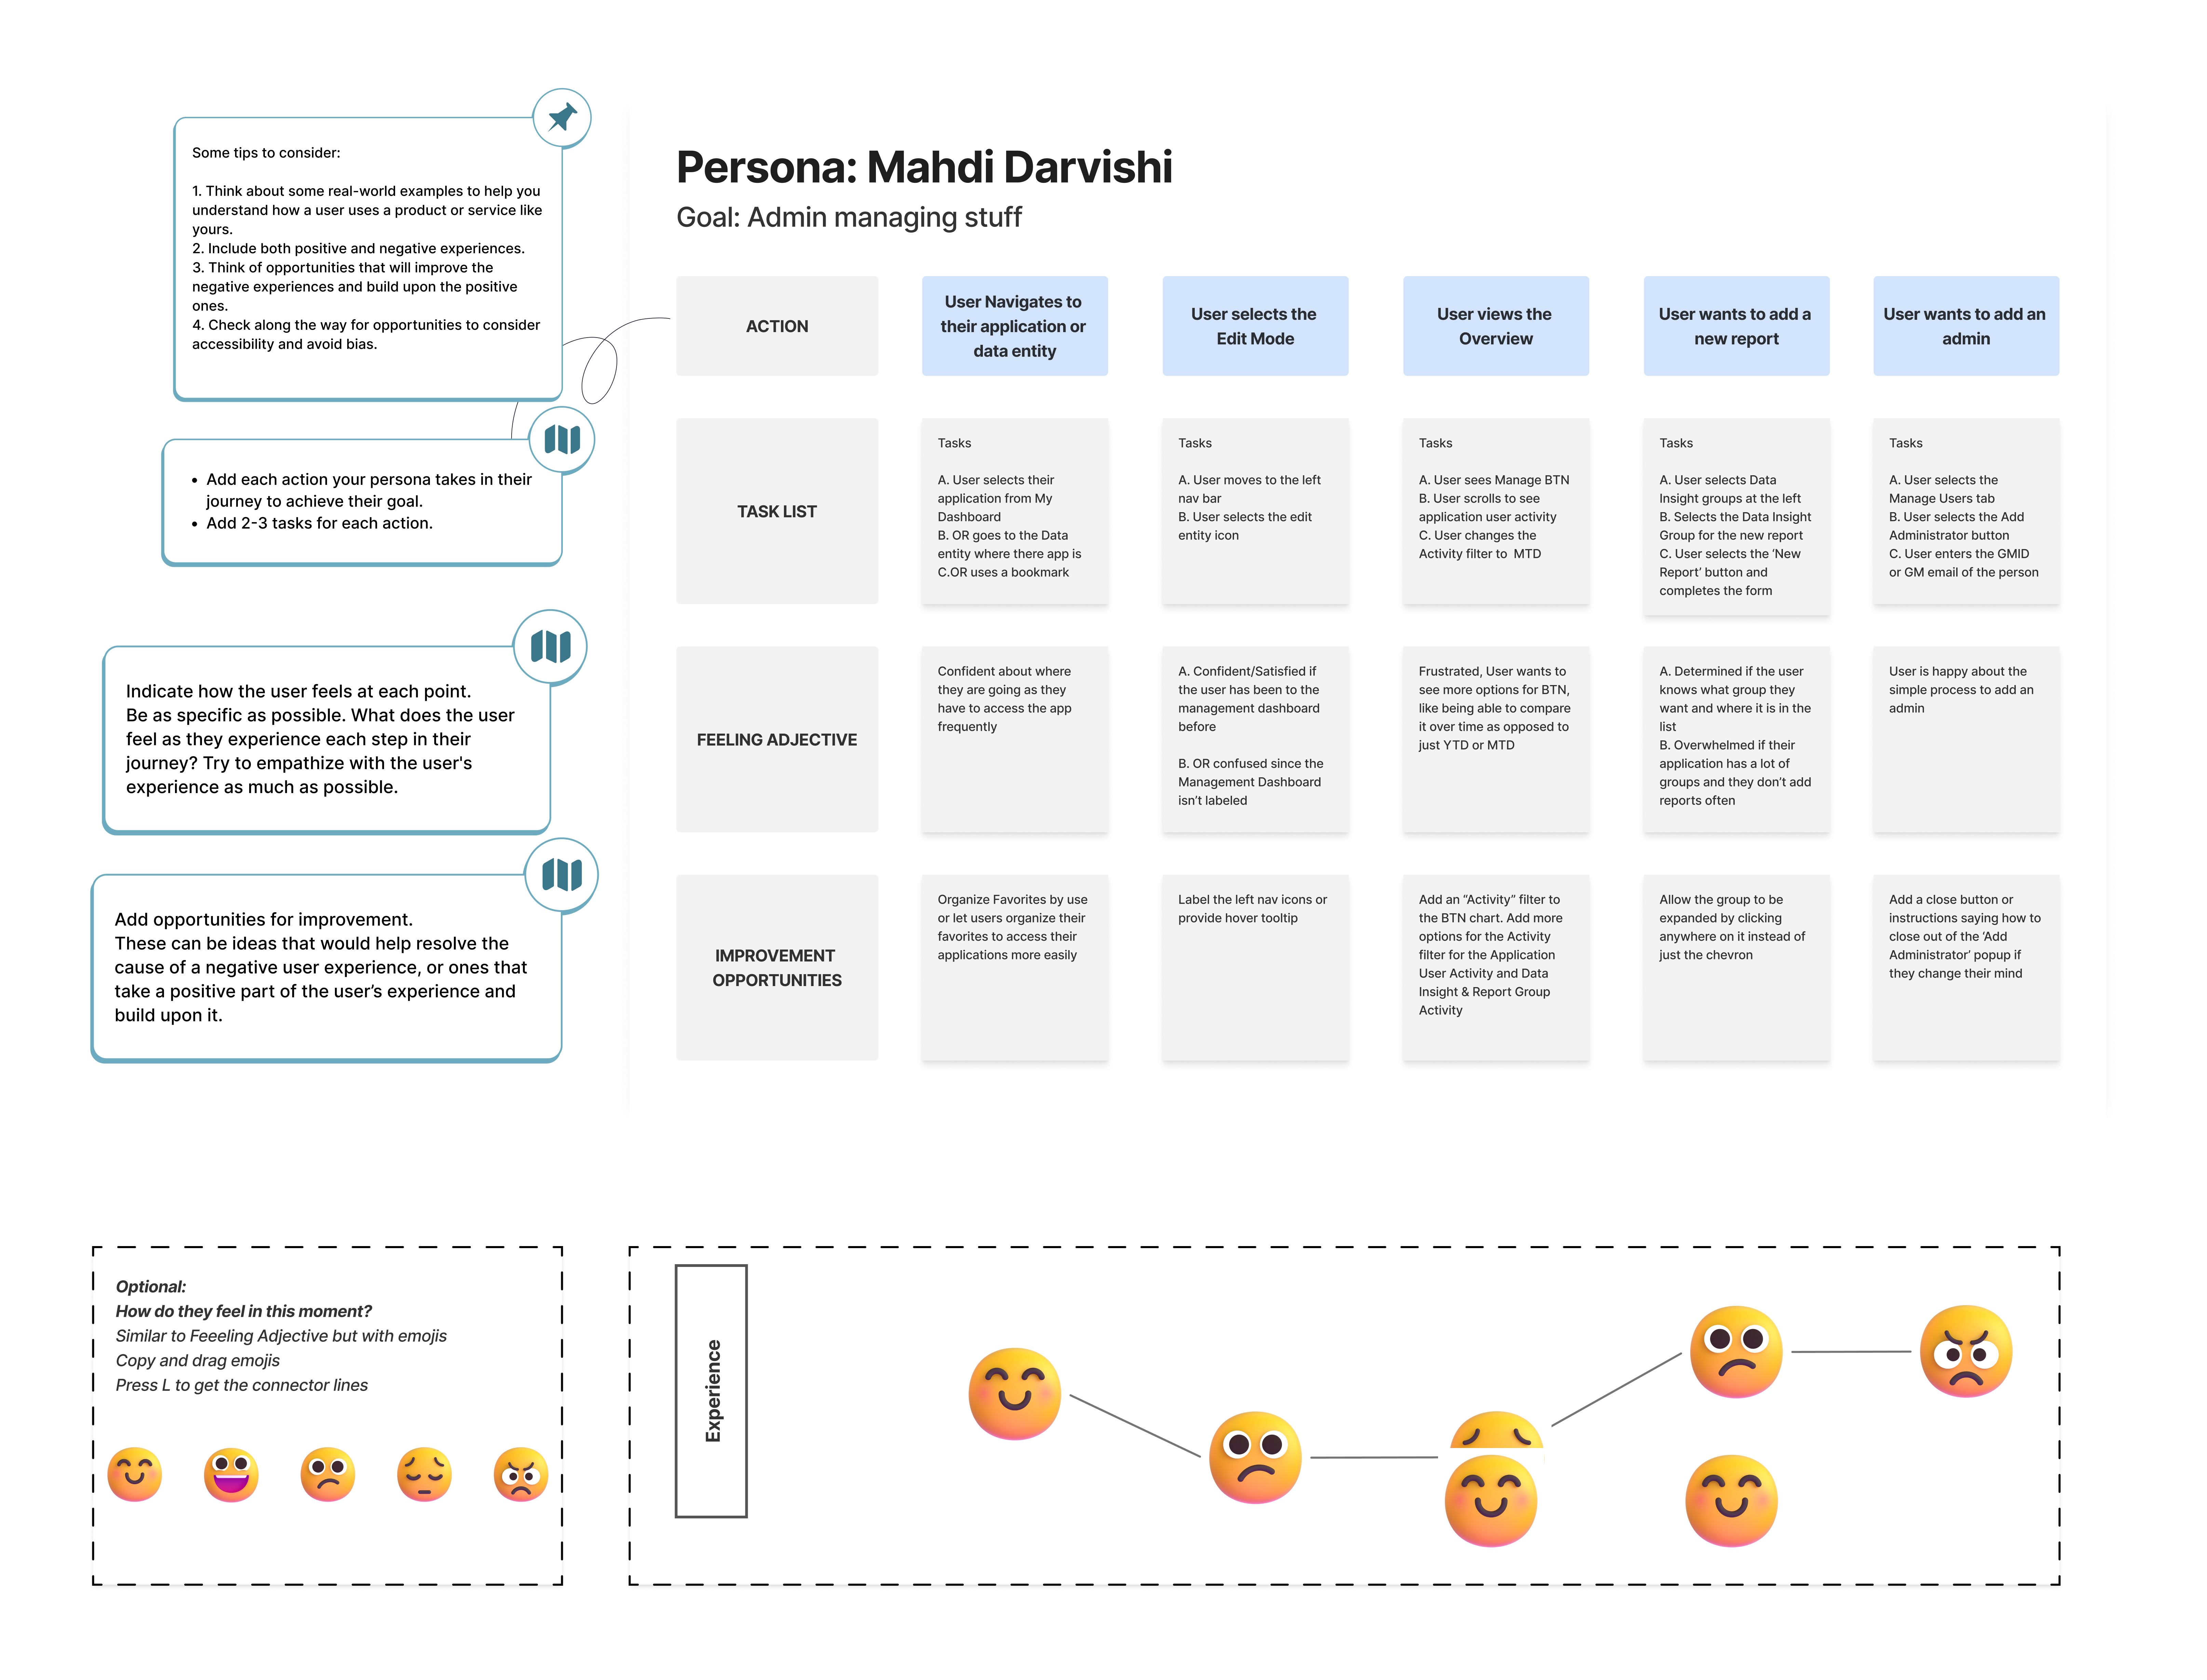 Some tips to consider:
1. Think about some real-world examples to help you
understand how a user uses a product or service like
yours.
2. Include both positive and negative experiences.
3. Think of opportunities that will improve the
negative experiences and build upon the positive
ones.
4. Check along the way for opportunities to consider
accessibility and avoid bias.
• Add each action your persona takes in their
journey to achieve their goal.
• Add 2-3 tasks for each action.
Indicate how the user feels at each point.
Be as specific as possible. What does the user
feel as they experience each step in their
journey? Try to empathize with the user's
experience as much as possible.
Add opportunities for improvement.
These can be ideas that would help resolve the
cause of a negative user experience, or ones that
take a positive part of the user's experience and
build upon it.
Persona: Mahdi Darvishi
Goal: Admin managing stuff
ACTION
User Navigates to
their application or
data entity
User selects the
Edit Mode
User views the
Overview
User wants to add a
new report
User wants to add an
admin
TASK LIST
Tasks
A. User selects their
application from My
Dashboard
B. OR goes to the Data
entity where there app is
C.OR uses a bookmark
Tasks
A. User moves to the left
nav bar
B. User selects the edit
entity icon
Tasks
A. User sees Manage BTN
B. User scrolls to see
application user activity
C. User changes the
Activity filter to  MTD
Tasks
A. User selects Data
Insight groups at the left
B. Selects the Data Insight
Group for the new report
C. User selects the ‘New
Report’ button and
completes the form
Tasks
A. User selects the
Manage Users tab
B. User selects the Add
Administrator button
C. User enters the GMID
or GM email of the person
FEELING ADJECTIVE
Confident about where
they are going as they
have to access the app
frequently
A. Confident/Satisfied if
the user has been to the
management dashboard
before
B. OR confused since the
Management Dashboard
isn’t labeled
Frustrated, User wants to
see more options for BTN,
like being able to compare
it over time as opposed to
just YTD or MTD
A. Determined if the user
knows what group they
want and where it is in the
list
B. Overwhelmed if their
application has a lot of
groups and they don’t add
reports often
User is happy about the
simple process to add an
admin
IMPROVEMENT
OPPORTUNITIES
Organize Favorites by use
or let users organize their
favorites to access their
applications more easily
Label the left nav icons or
provide hover tooltip
Add an “Activity” filter to
the BTN chart. Add more
options for the Activity
filter for the Application
User Activity and Data
Insight & Report Group
Activity
Allow the group to be
expanded by clicking
anywhere on it instead of
just the chevron
Add a close button or
instructions saying how to
close out of the ‘Add
Administrator’ popup if
they change their mind
Optional:
How do they feel in this moment?
Similar to Feeeling Adjective but with emojis
Copy and drag emojis
Press L to get the connector lines
Experience